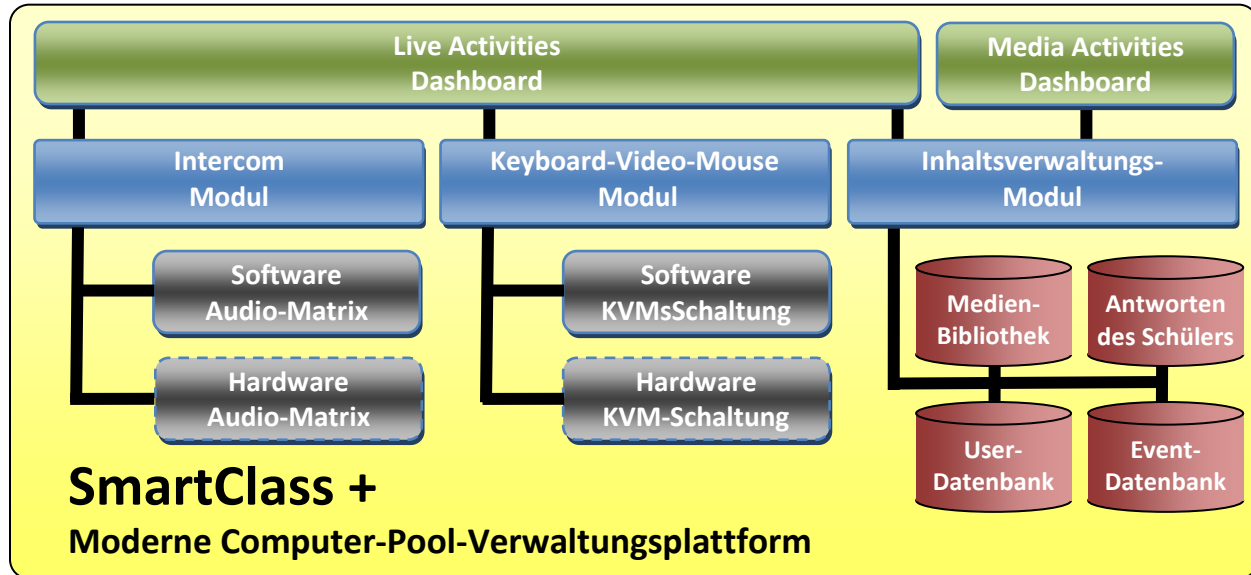 Live Activities
Dashboard
Media Activities
Dashboard
Intercom
Modul
Keyboard-Video-Mouse
Modul
Inhaltsverwaltungs-
Modul
Software
Audio-Matrix
Software
KVMsSchaltung
Medien-
Bibliothek
Antworten
des Schülers
Hardware
Audio-Matrix
Hardware
KVM-Schaltung
User-
Datenbank
Event-
Datenbank
SmartClass +
Moderne Computer-Pool-Verwaltungsplattform